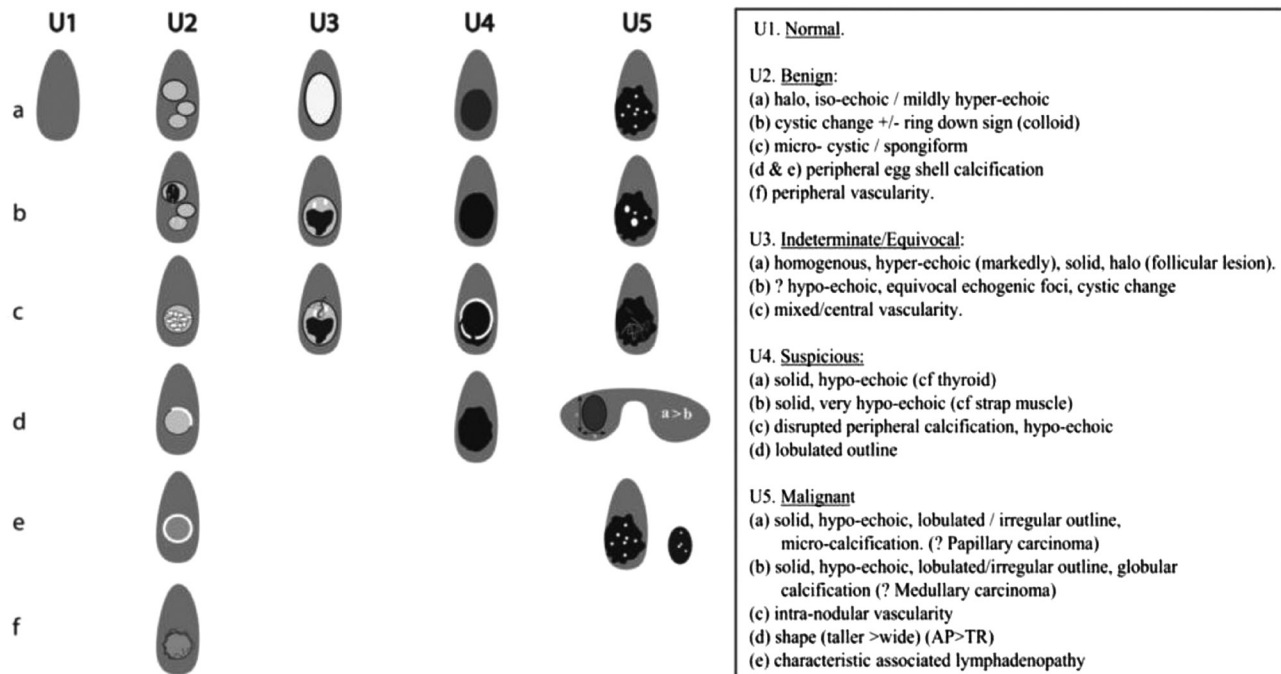 U1 U2 U3 U4 U5
a
b
c
d
a > b
e
f
U1. Normal.
U2. Benign:
(a) halo, iso-echoic / mildly hyper-echoic
(b) cystic change +/- ring down sign (colloid)
(c) micro- cystic / spongiform
(d & e) peripheral egg shell calcification
(f) peripheral vascularity.
U3. Indeterminate/Equivocal:
(a) homogenous, hyper-echoic (markedly), solid, halo (follicular lesion).
(b) ? hypo-echoic, equivocal echogenic foci, cystic change
(c) mixed/central vascularity.
U4. Suspicious:
(a) solid, hypo-echoic (cf thyroid)
(b) solid, very hypo-echoic (cf strap muscle)
(c) disrupted peripheral calcification, hypo-echoic
(d) lobulated outline
U5. Malignant
(a) solid, hypo-echoic, lobulated / irregular outline,
micro-calcification. (? Papillary carcinoma)
(b) solid, hypo-echoic, lobulated/irregular outline, globular
calcification (? Medullary carcinoma)
(c) intra-nodular vascularity
(d) shape (taller >wide) (AP>TR)
(e) characteristic associated lymphadenopathy